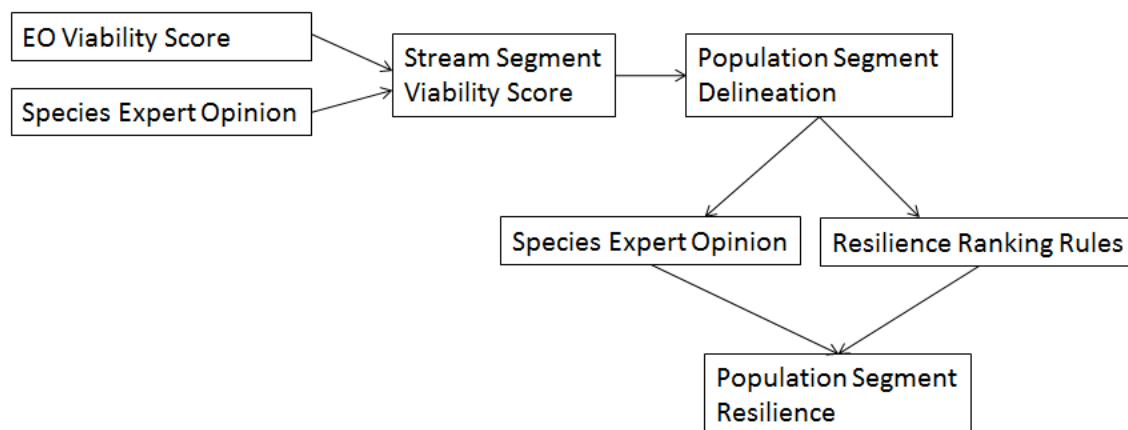 EO Viability Score
Species Expert Opinion
Stream Segment
Viability Score
Population Segment
Delineation
Species Expert Opinion
Resilience Ranking Rules
Population Segment
Resilience